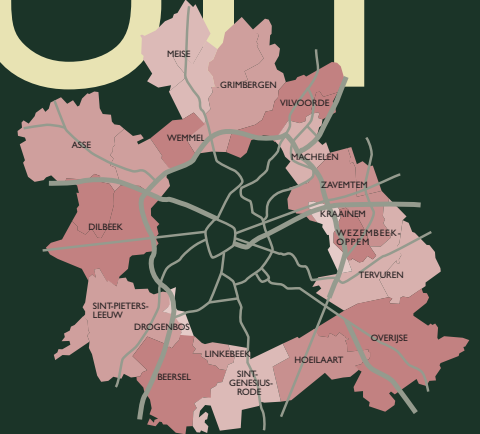 MEISE
GRIMBERGEN
VILVOORDE
WEMMEL
ASSE
MACHELEN
ZAVEMTEM
KRAAINEM
DILBEEK
WEZEMBEEK-
OPPEM
TERVUREN
SINT-PIETERS-
LEEUW
DROGENBOS
OVERIJSE
LINKEBEEK
HOEILAART
BEERSEL
SINT-
GENESIUS-
RODE